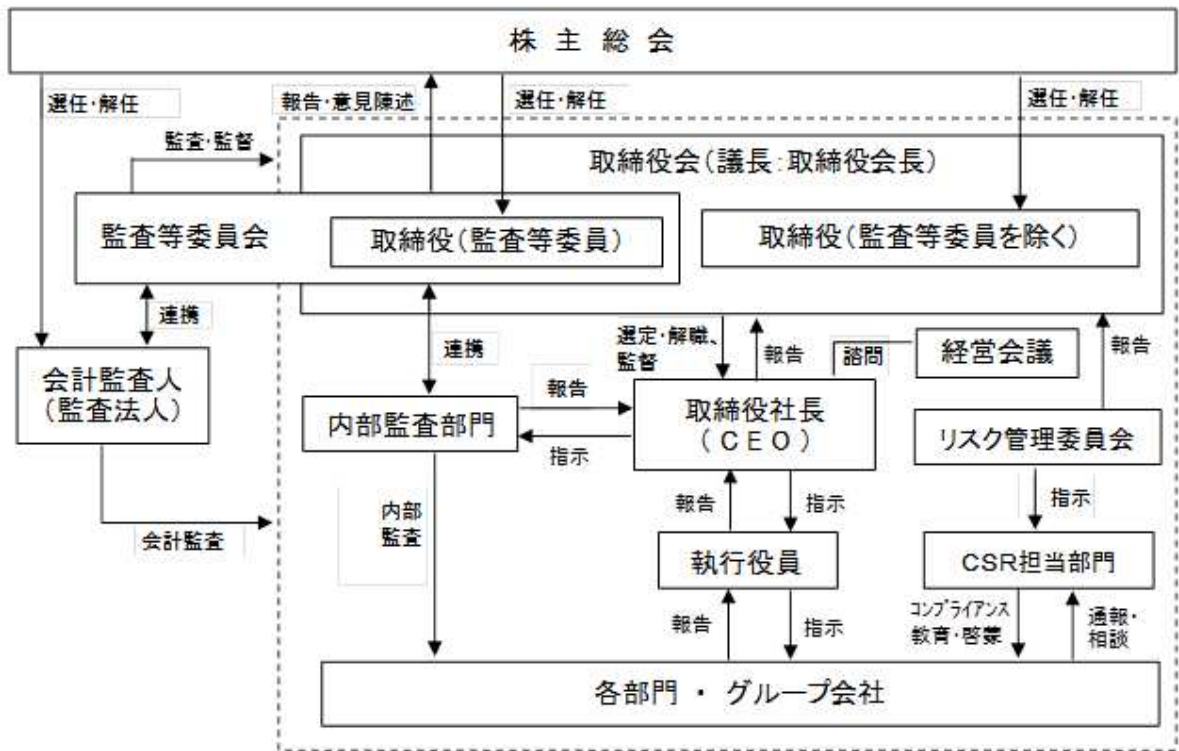 株 主 総 会
選任・解任
報告・意見陳述
選任・解任
選任・解任
監査・監督
取締役会(議長:取締役会長)
監査等委員会
取締役(監査等委員)
取締役(監査等委員を除く)
連携
連携
選定・解職、
監督
報告
諮問
経営会議
報告
会計監査人
(監査法人)
内部監査部門
報告
指示
取締役社長
(CEO)
リスク管理委員会
内部
監査
報告
指示
指示
会計監査
執行役員
CSR担当部門
報告
指示
コンプライアンス
教育・啓蒙
通報・
相談
各部門 ・ グループ会社